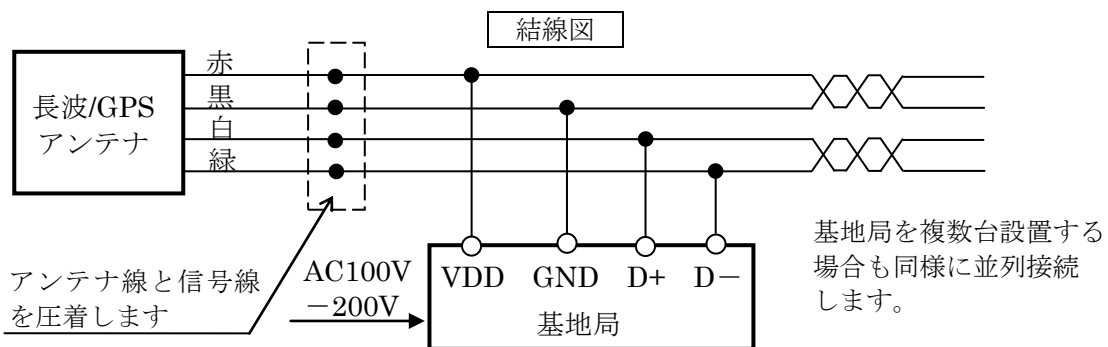 結線図
長波/GPS
アンテナ
赤
黒
白
緑
アンテナ線と信号線
を圧着します
AC100V
－200V
VDD GND D+ D－
基地局
基地局を複数台設置する
場合も同様に並列接続
します。